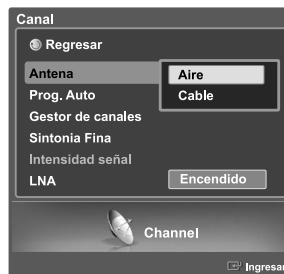 Canal
Regresar
Antena
Aire
Prog. Auto
Cable
Gestor de canales
Sintonia Fina
Intensidad señal
LNA
Encendido
Channel
Ingresar